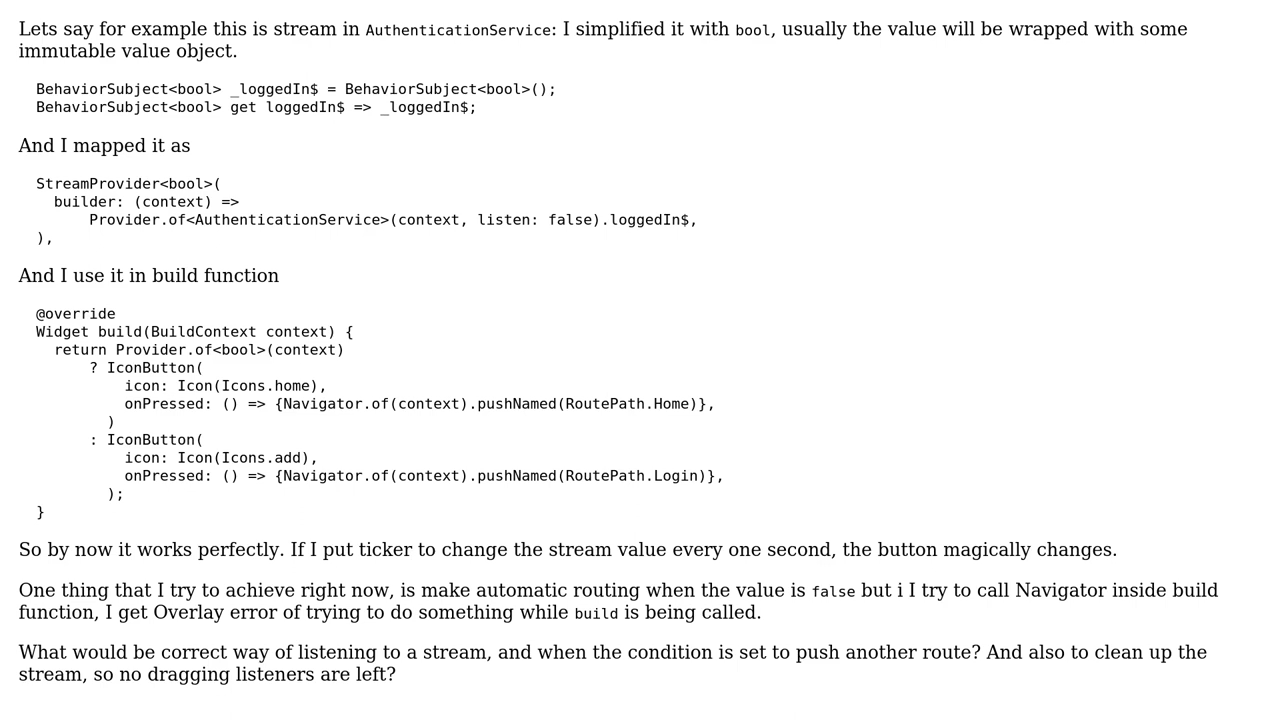 Lets say for example this is stream in AuthenticationService: I simplified it with bool, usually the value will be wrapped with some
immutable value object.
BehaviorSubject<bool> _loggedIn$ = BehaviorSubject<bool>();
BehaviorSubject<bool> get loggedIn$ => _loggedIn$;
And I mapped it as
StreamProvider<bool>(
  builder: (context) =>
      Provider.of<AuthenticationService>(context, listen: false).loggedIn$,
),
And I use it in build function
@override
Widget build(BuildContext context) {
  return Provider.of<bool>(context)
      ? IconButton(
          icon: Icon(Icons.home),
          onPressed: () => {Navigator.of(context).pushNamed(RoutePath.Home)},
        )
      : IconButton(
          icon: Icon(Icons.add),
          onPressed: () => {Navigator.of(context).pushNamed(RoutePath.Login)},
        );
}
So by now it works perfectly. If I put ticker to change the stream value every one second, the button magically changes.
One thing that I try to achieve right now, is make automatic routing when the value is false but i I try to call Navigator inside build
function, I get Overlay error of trying to do something while build is being called.
What would be correct way of listening to a stream, and when the condition is set to push another route? And also to clean up the
stream, so no dragging listeners are left?